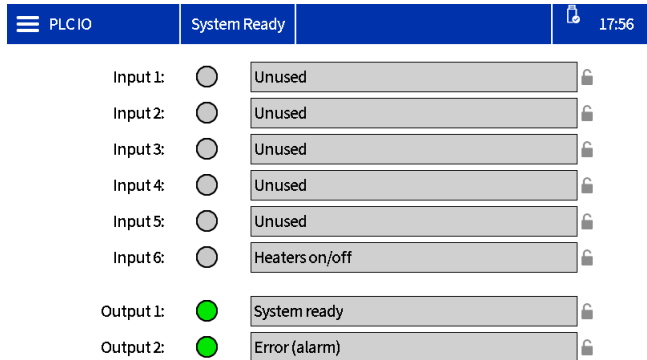 PLC IO System Ready 17:56
Input 1: Unused
Input 2: Unused
Input 3: Unused
Input 4: Unused
Input 5: Unused
Input 6: Heaters on/off
Output 1: System ready
Output 2: Error (alarm)